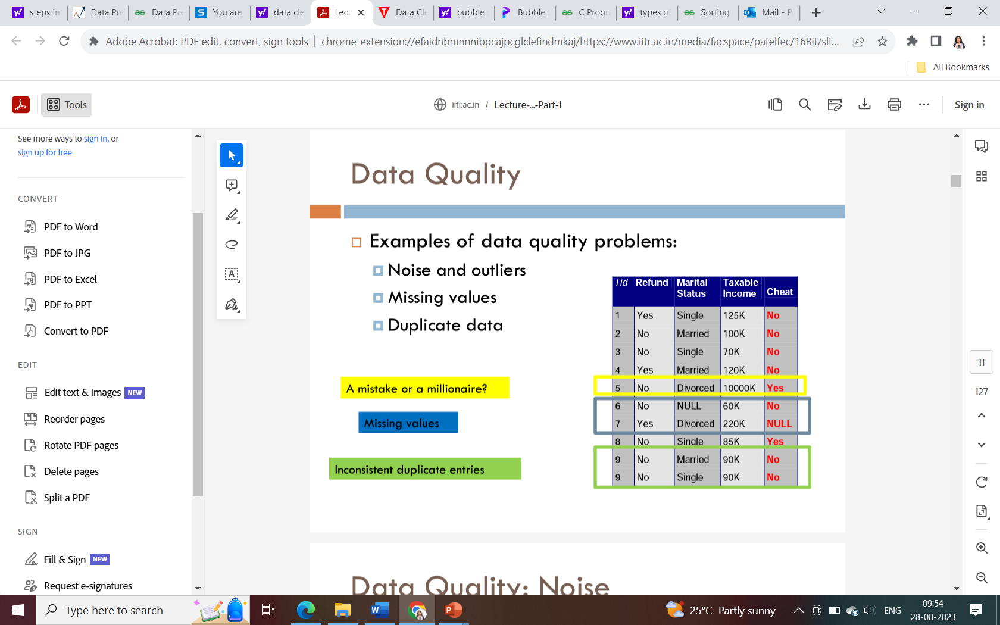 steps in
Data Pre
Data Pre
You are
data cle
Lect
Data Cle
bubble
Bubble
C Progra
types of
Sorting
Mail - P
Adobe Acrobat: PDF edit, convert, sign tools | chrome-extension://efaidnbmnnnibpcajpcglclefindmkaj/https://www.iitr.ac.in/media/facspace/patelfec/16Bit/sli...
All Bookmarks
Tools
iitr.ac.in / Lecture-...-Part-1
Sign in
See more ways to sign in, or
sign up for free
CONVERT
PDF to Word
PDF to JPG
PDF to Excel
PDF to PPT
Convert to PDF
EDIT
Edit text & images NEW
Reorder pages
Rotate PDF pages
Delete pages
Split a PDF
SIGN
Fill & Sign NEW
Request e-signatures
Data Quality
Examples of data quality problems:
Noise and outliers
Missing values
Duplicate data
A mistake or a millionaire?
Missing values
Inconsistent duplicate entries
Tid Refund Marital Status Taxable Income Cheat
1 Yes Single 125K No
2 No Married 100K No
3 No Single 70K No
4 Yes Married 120K No
5 No Divorced 10000K Yes
6 No NULL 60K No
7 Yes Divorced 220K NULL
8 No Single 85K Yes
9 No Married 90K No
9 No Single 90K No
Data Quality: Noise
11
127
Type here to search
25°C Partly sunny
ENG
09:54
28-08-2023